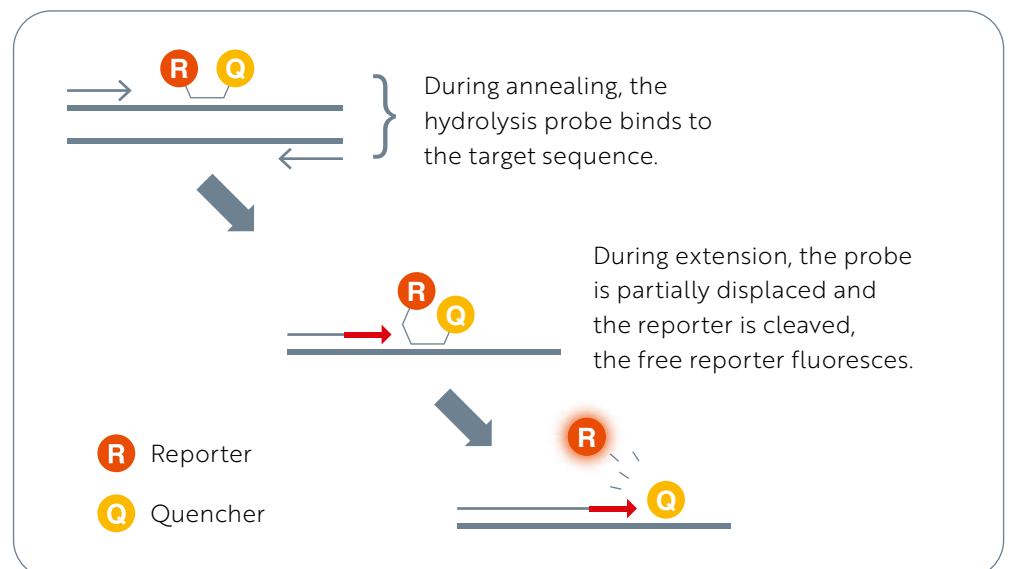 R Q
During annealing, the
hydrolysis probe binds to
the target sequence.
During extension, the probe
is partially displaced and
the reporter is cleaved,
the free reporter fluoresces.
R
Q
R
R Reporter
Q
Q Quencher